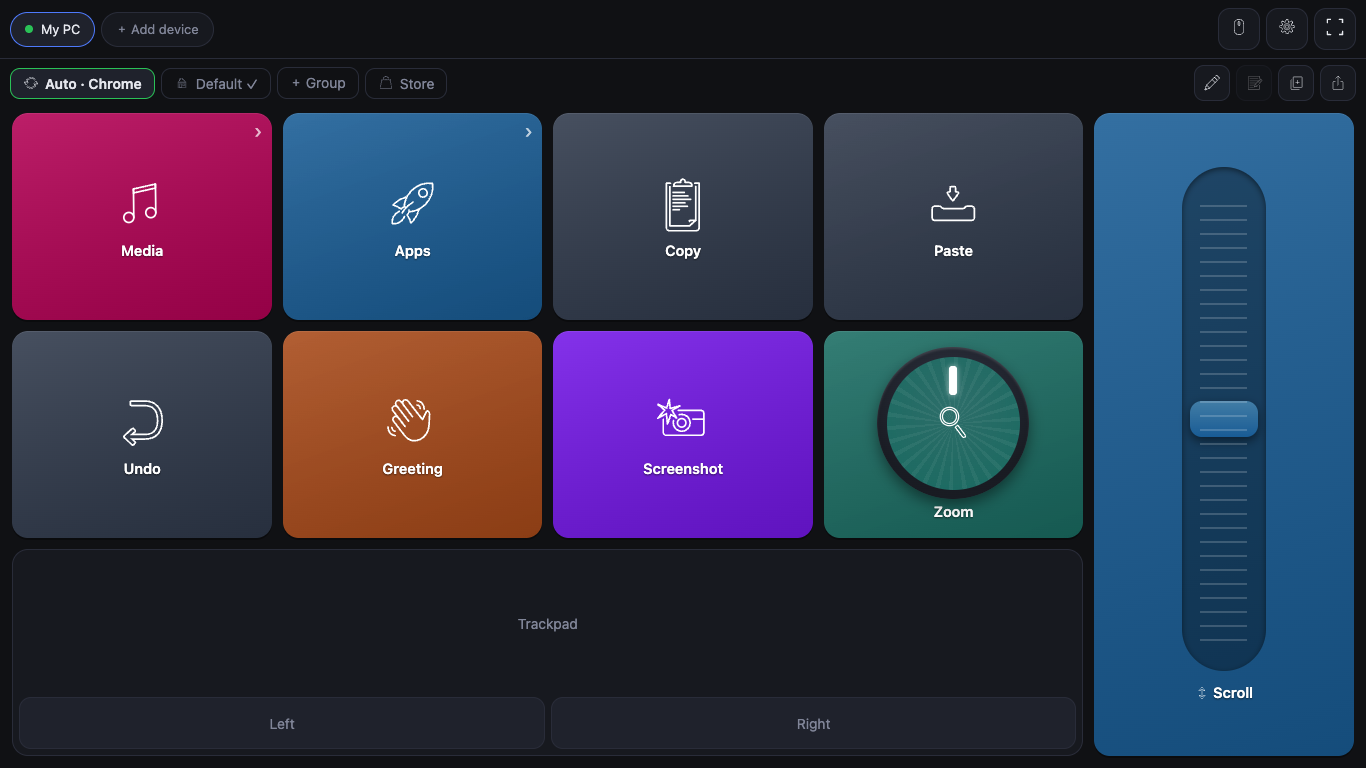 My PC
+ Add device
Auto · Chrome
Default ✓
+ Group
Store
Media
Apps
Copy
Paste
Undo
Greeting
Screenshot
Zoom
Scroll
Trackpad
Left
Right